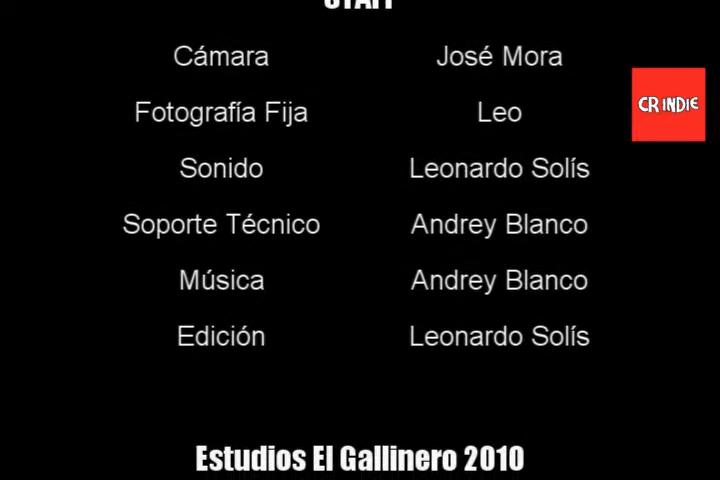 STAFF
Cámara José Mora
Fotografía Fija Leo
CR INDIE
Sonido Leonardo Solís
Soporte Técnico Andrey Blanco
Música Andrey Blanco
Edición Leonardo Solís
Estudios El Gallinero 2010